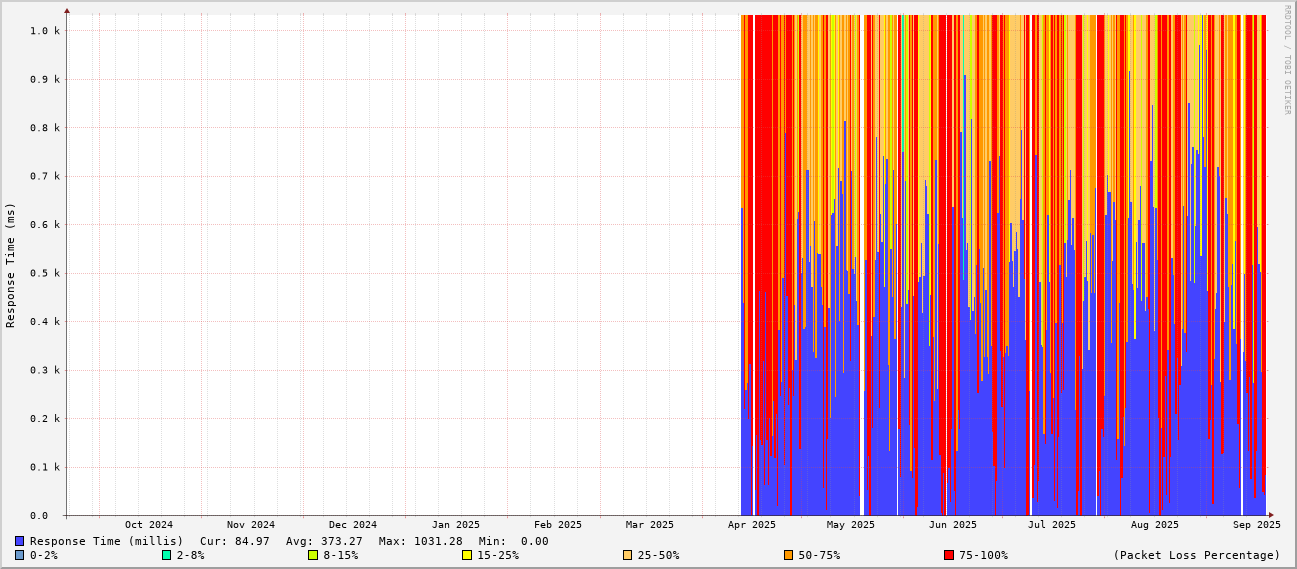 RRDTOOL / TOBI OETIKER
Response Time (ms)
1.0 k
0.9 k
0.8 k
0.7 k
0.6 k
0.5 k
0.4 k
0.3 k
0.2 k
0.1 k
0.0
Oct 2024 Nov 2024 Dec 2024 Jan 2025 Feb 2025 Mar 2025 Apr 2025 May 2025 Jun 2025 Jul 2025 Aug 2025 Sep 2025
Response Time (millis) Cur: 84.97 Avg: 373.27 Max: 1031.28 Min: 0.00
0-2% 2-8% 8-15% 15-25% 25-50% 50-75% 75-100% (Packet Loss Percentage)